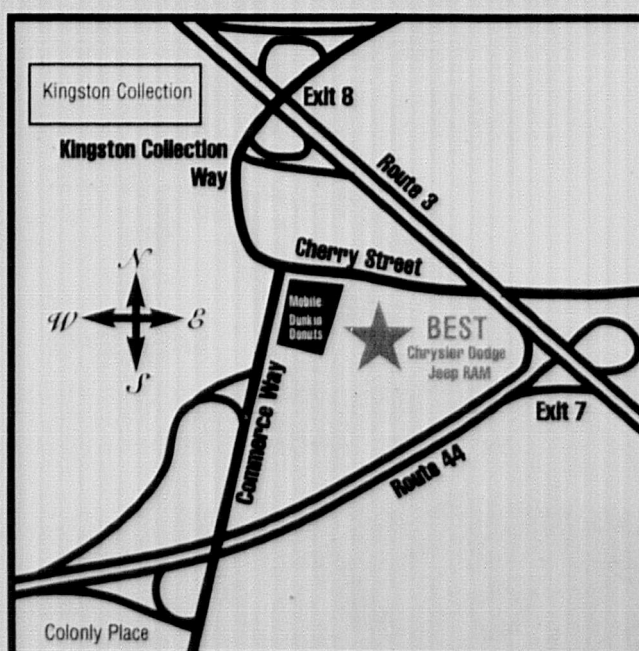 Kingston Collection
Exit 8
Kingston Collection
Way
Route 3
Cherry Street
N
W
E
S
Mobile
Dunkin
Donuts
BEST
Chrysler Dodge
Jeep RAM
Commerce Way
Exit 7
Route 44
Colonly Place